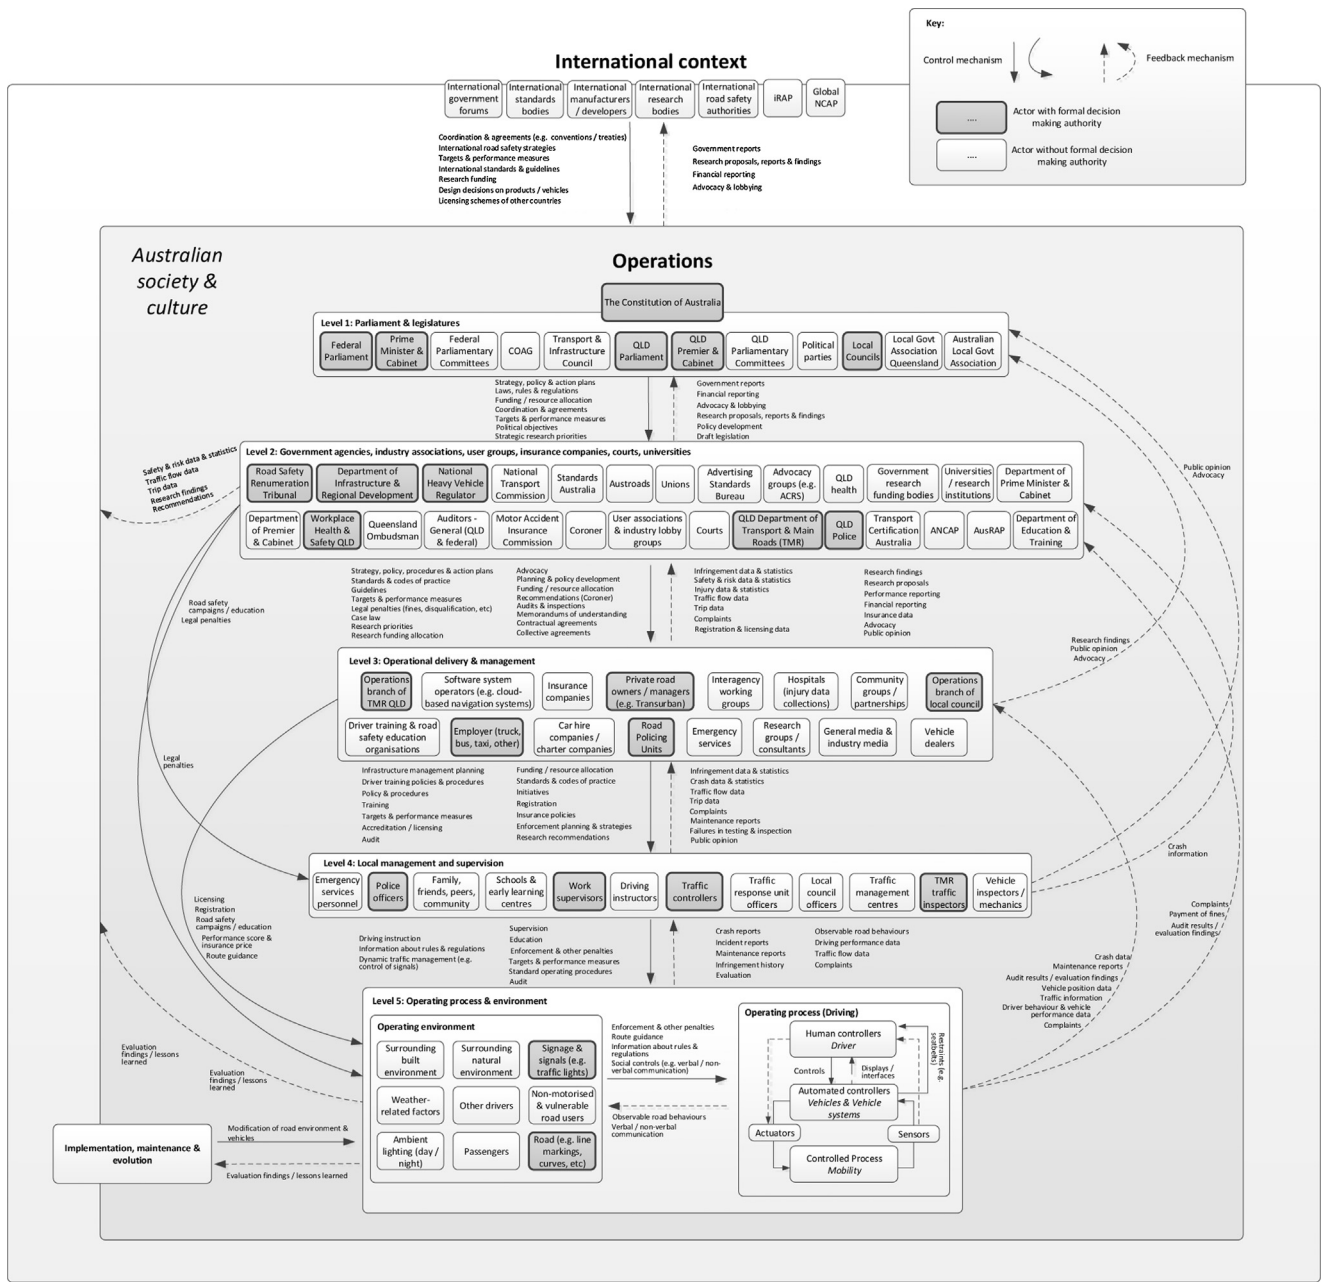 Key:
Control mechanism
Feedback mechanism
....
Actor with formal decision
making authority
....
Actor without formal decision
making authority
International context
International
government
forums
International
standards
bodies
International
manufacturers
/ developers
International
research
bodies
International
road safety
authorities
iRAP
Global
NCAP
Coordination & agreements (e.g. conventions / treaties)
International road safety strategies
Targets & performance measures
International standards & guidelines
Research funding
Design decisions on products / vehicles
Licensing schemes of other countries
Government reports
Research proposals, reports & findings
Financial reporting
Advocacy & lobbying
Australian
society &
culture
Operations
The Constitution of Australia
Level 1: Parliament & legislatures
Federal
Parliament
Prime
Minister &
Cabinet
Federal
Parliamentary
Committees
COAG
Transport &
Infrastructure
Council
QLD
Parliament
QLD
Premier &
Cabinet
QLD
Parliamentary
Committees
Political
parties
Local
Councils
Local Govt
Association
Queensland
Australian
Local Govt
Association
Strategy, policy & action plans
Laws, rules & regulations
Funding / resource allocation
Coordination & agreements
Targets & performance measures
Political objectives
Strategic research priorities
Government reports
Financial reporting
Advocacy & lobbying
Research proposals, reports & findings
Policy development
Draft legislation
Safety & risk data & statistics
Traffic flow data
Trip data
Research findings
Recommendations
Public opinion
Advocacy
Level 2: Government agencies, industry associations, user groups, insurance companies, courts, universities
Road Safety
Renumeration
Tribunal
Department of
Infrastructure &
Regional Development
National
Heavy Vehicle
Regulator
National
Transport
Commission
Standards
Australia
Austroads
Unions
Advertising
Standards
Bureau
Advocacy
groups (e.g.
ACRS)
QLD
health
Government
research
funding bodies
Universities
/ research
institutions
Department of
Prime Minister &
Cabinet
Department
of Premier
& Cabinet
Workplace
Health &
Safety QLD
Queensland
Ombudsman
Auditors -
General (QLD
& federal)
Motor Accident
Insurance
Commission
Coroner
User associations
& industry lobby
groups
Courts
QLD Department of
Transport & Main
Roads (TMR)
QLD
Police
Transport
Certification
Australia
ANCAP
AusRAP
Department of
Education &
Training
Road safety
campaigns / education
Legal penalties
Strategy, policy, procedures & action plans
Standards & codes of practice
Guidelines
Targets & performance measures
Legal penalties (fines, disqualification, etc)
Case law
Research priorities
Research funding allocation
Advocacy
Planning & policy development
Funding / resource allocation
Recommendations (Coroner)
Audits & inspections
Memorandums of understanding
Contractual agreements
Collective agreements
Infringement data & statistics
Safety & risk data & statistics
Injury data & statistics
Traffic flow data
Trip data
Complaints
Registration & licensing data
Research findings
Research proposals
Performance reporting
Financial reporting
Insurance data
Advocacy
Public opinion
Research findings
Public opinion
Advocacy
Level 3: Operational delivery & management
Operations
branch of
TMR QLD
Software system
operators (e.g. cloud-
based navigation systems)
Insurance
companies
Private road
owners / managers
(e.g. Transurban)
Interagency
working
groups
Hospitals
(injury data
collections)
Community
groups /
partnerships
Operations
branch of
local council
Driver training & road
safety education
organisations
Employer (truck,
bus, taxi, other)
Car hire
companies /
charter companies
Road
Policing
Units
Emergency
services
Research
groups /
consultants
General media &
industry media
Vehicle
dealers
Legal
penalties
Infrastructure management planning
Driver training policies & procedures
Policy & procedures
Training
Targets & performance measures
Accreditation / licensing
Audit
Funding / resource allocation
Standards & codes of practice
Initiatives
Registration
Insurance policies
Enforcement planning & strategies
Research recommendations
Infringement data & statistics
Crash data & statistics
Traffic flow data
Trip data
Complaints
Maintenance reports
Failures in testing & inspection
Public opinion
Crash
information
Level 4: Local management and supervision
Emergency
services
personnel
Police
officers
Family,
friends, peers,
community
Schools &
early learning
centres
Work
supervisors
Driving
instructors
Traffic
controllers
Traffic
response unit
officers
Local
council
officers
Traffic
management
centres
TMR
traffic
inspectors
Vehicle
inspectors /
mechanics
Licensing
Registration
Road safety
campaigns / education
Performance score &
insurance price
Route guidance
Driving instruction
Information about rules & regulations
Dynamic traffic management (e.g.
control of signals)
Supervision
Education
Enforcement & other penalties
Targets & performance measures
Standard operating procedures
Audit
Crash reports
Incident reports
Maintenance reports
Infringement history
Evaluation
Observable road behaviours
Driving performance data
Traffic flow data
Complaints
Complaints
Payment of fines
Audit results /
evaluation findings
Crash data
Maintenance reports
Audit results / evaluation findings
Vehicle position data
Traffic information
Driver behaviour & vehicle
performance data
Complaints
Level 5: Operating process & environment
Operating environment
Surrounding
built
environment
Surrounding
natural
environment
Signage &
signals (e.g.
traffic lights)
Weather-
related factors
Other drivers
Non-motorised
& vulnerable
road users
Ambient
lighting (day /
night)
Passengers
Road (e.g. line
markings,
curves, etc)
Enforcement & other penalties
Route guidance
Information about rules &
regulations
Social controls (e.g. verbal / non-
verbal communication)
Observable road behaviours
Verbal / non-verbal
communication
Operating process (Driving)
Human controllers
Driver
Controls
Displays /
interfaces
Restraints (e.g.
seatbelts)
Automated controllers
Vehicles & Vehicle
systems
Actuators
Sensors
Controlled Process
Mobility
Evaluation
findings / lessons
learned
Evaluation
findings / lessons
learned
Implementation, maintenance &
evolution
Modification of road environment &
vehicles
Evaluation findings / lessons learned